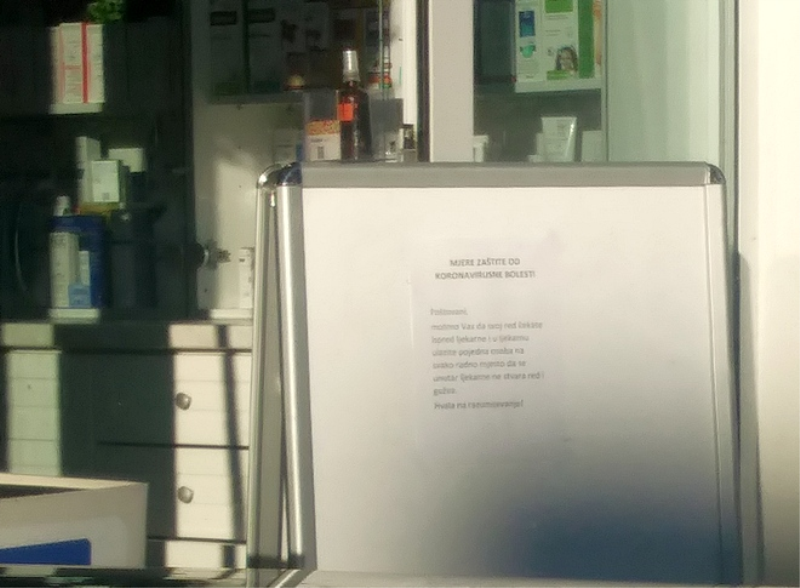 MJERE ZAŠTITE OD
KORONAVIRUSNE BOLESTI
Poštovani,
molimo Vas da svoj red čekate
ispred ljekarne i u ljekarnu
ulazite pojedna osoba na
svako radno mjesto da se
unutar ljekarne ne stvara red i
gužva.
Hvala na razumijevanju!